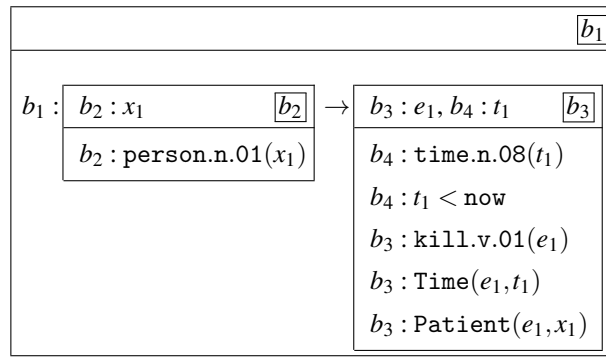 b₁
b₁ : b₂ : x₁ b₂ → b₃ : e₁, b₄ : t₁ b₃
b₂ : person.n.01(x₁) b₄ : time.n.08(t₁)
b₄ : t₁ < now
b₃ : kill.v.01(e₁)
b₃ : Time(e₁,t₁)
b₃ : Patient(e₁,x₁)